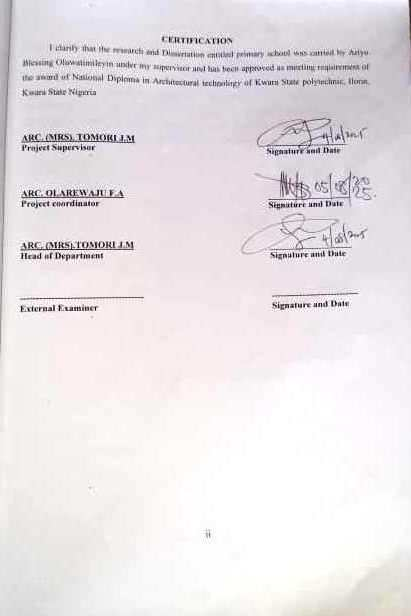 CERTIFICATION
I clarify that the research and Dissertation entitled primary school was carried by Ariyo
Blessing Oluwatimileyin under my supervisor and has been approved as meeting requirement of
the award of National Diploma in Architectural technology of Kwara State polytechnic, Ilorin,
Kwara State Nigeria
ARC. (MRS). TOMORI J.M
Project Supervisor
4/08/2025
Signature and Date
ARC. OLAREWAJU F.A
Project coordinator
05/08/2025.
Signature and Date
ARC. (MRS).TOMORI J.M
Head of Department
4/08/2025
Signature and Date
External Examiner
Signature and Date
ii